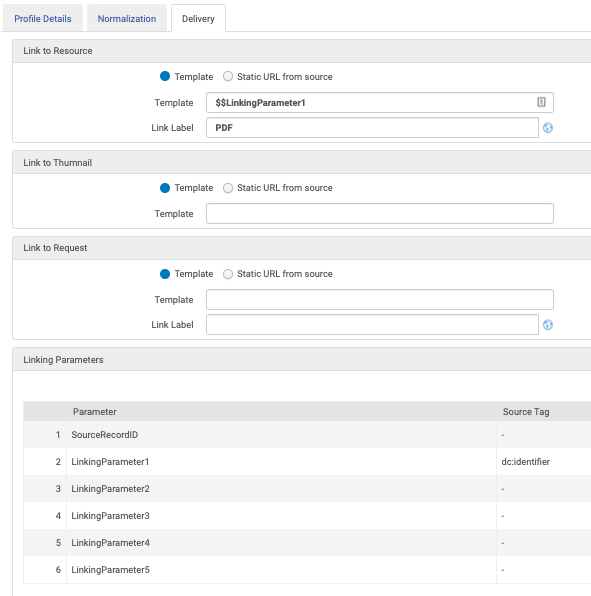 Profile Details Normalization Delivery
Link to Resource
Template Static URL from source
Template $$LinkingParameter1
Link Label PDF
Link to Thumnail
Template Static URL from source
Template
Link to Request
Template Static URL from source
Template
Link Label
Linking Parameters
Parameter Source Tag
1 SourceRecordID -
2 LinkingParameter1 dc:identifier
3 LinkingParameter2 -
4 LinkingParameter3 -
5 LinkingParameter4 -
6 LinkingParameter5 -